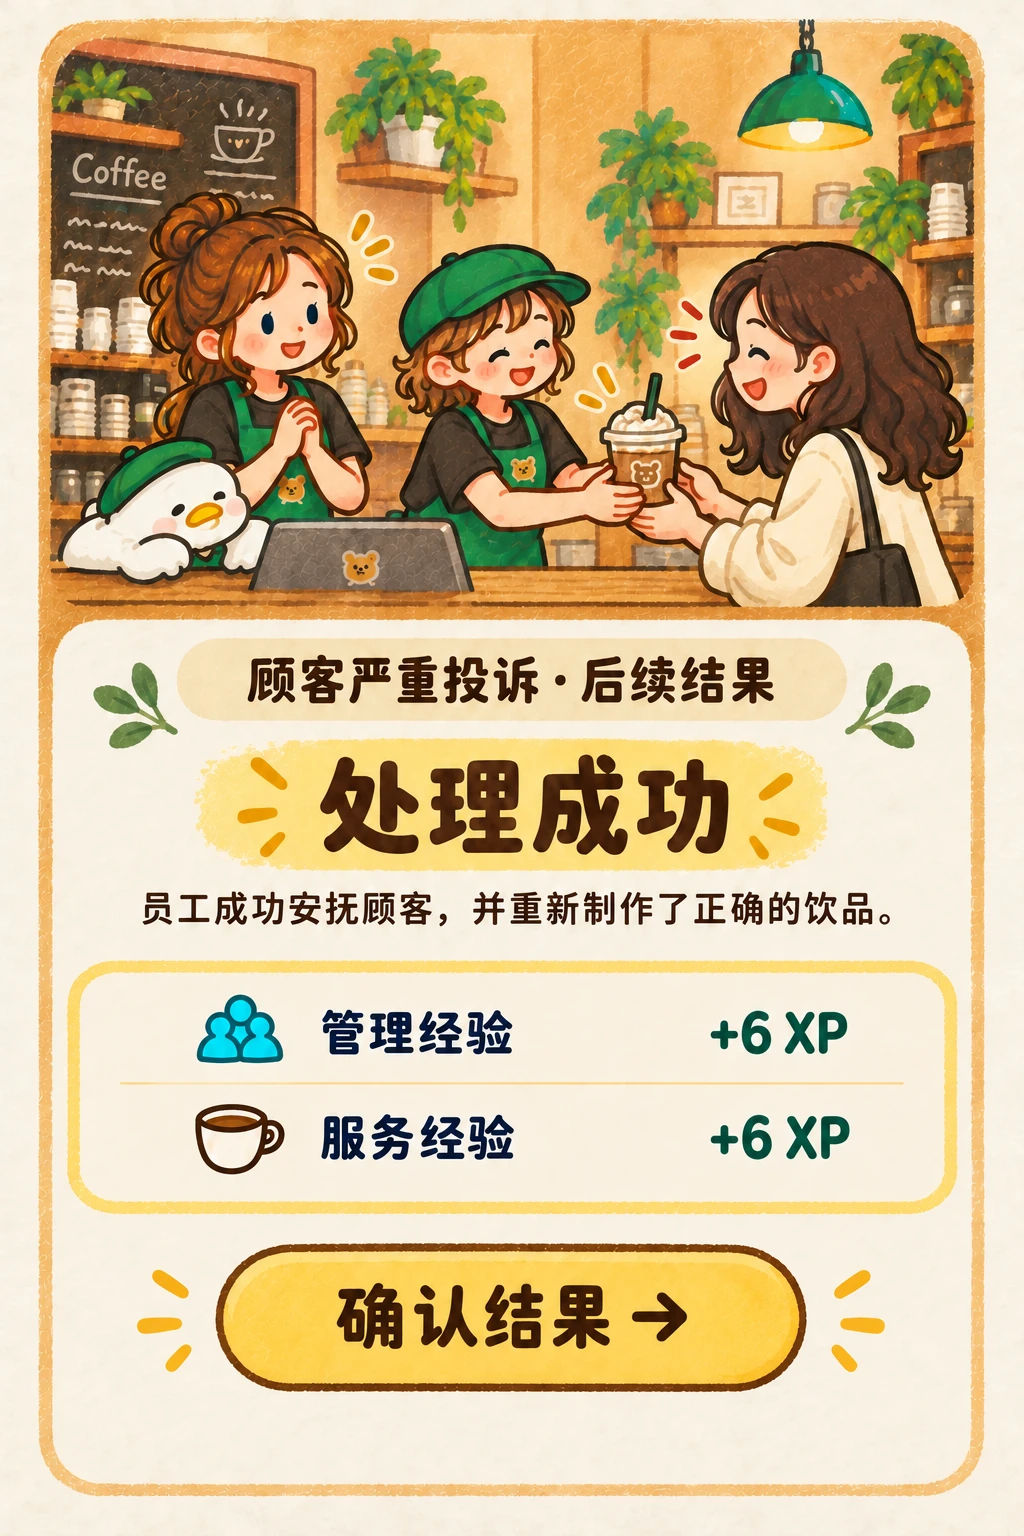 Coffee
顾客严重投诉·后续结果
处理成功
员工成功安抚顾客，并重新制作了正确的饮品。
管理经验 +6 XP
服务经验 +6 XP
确认结果 →